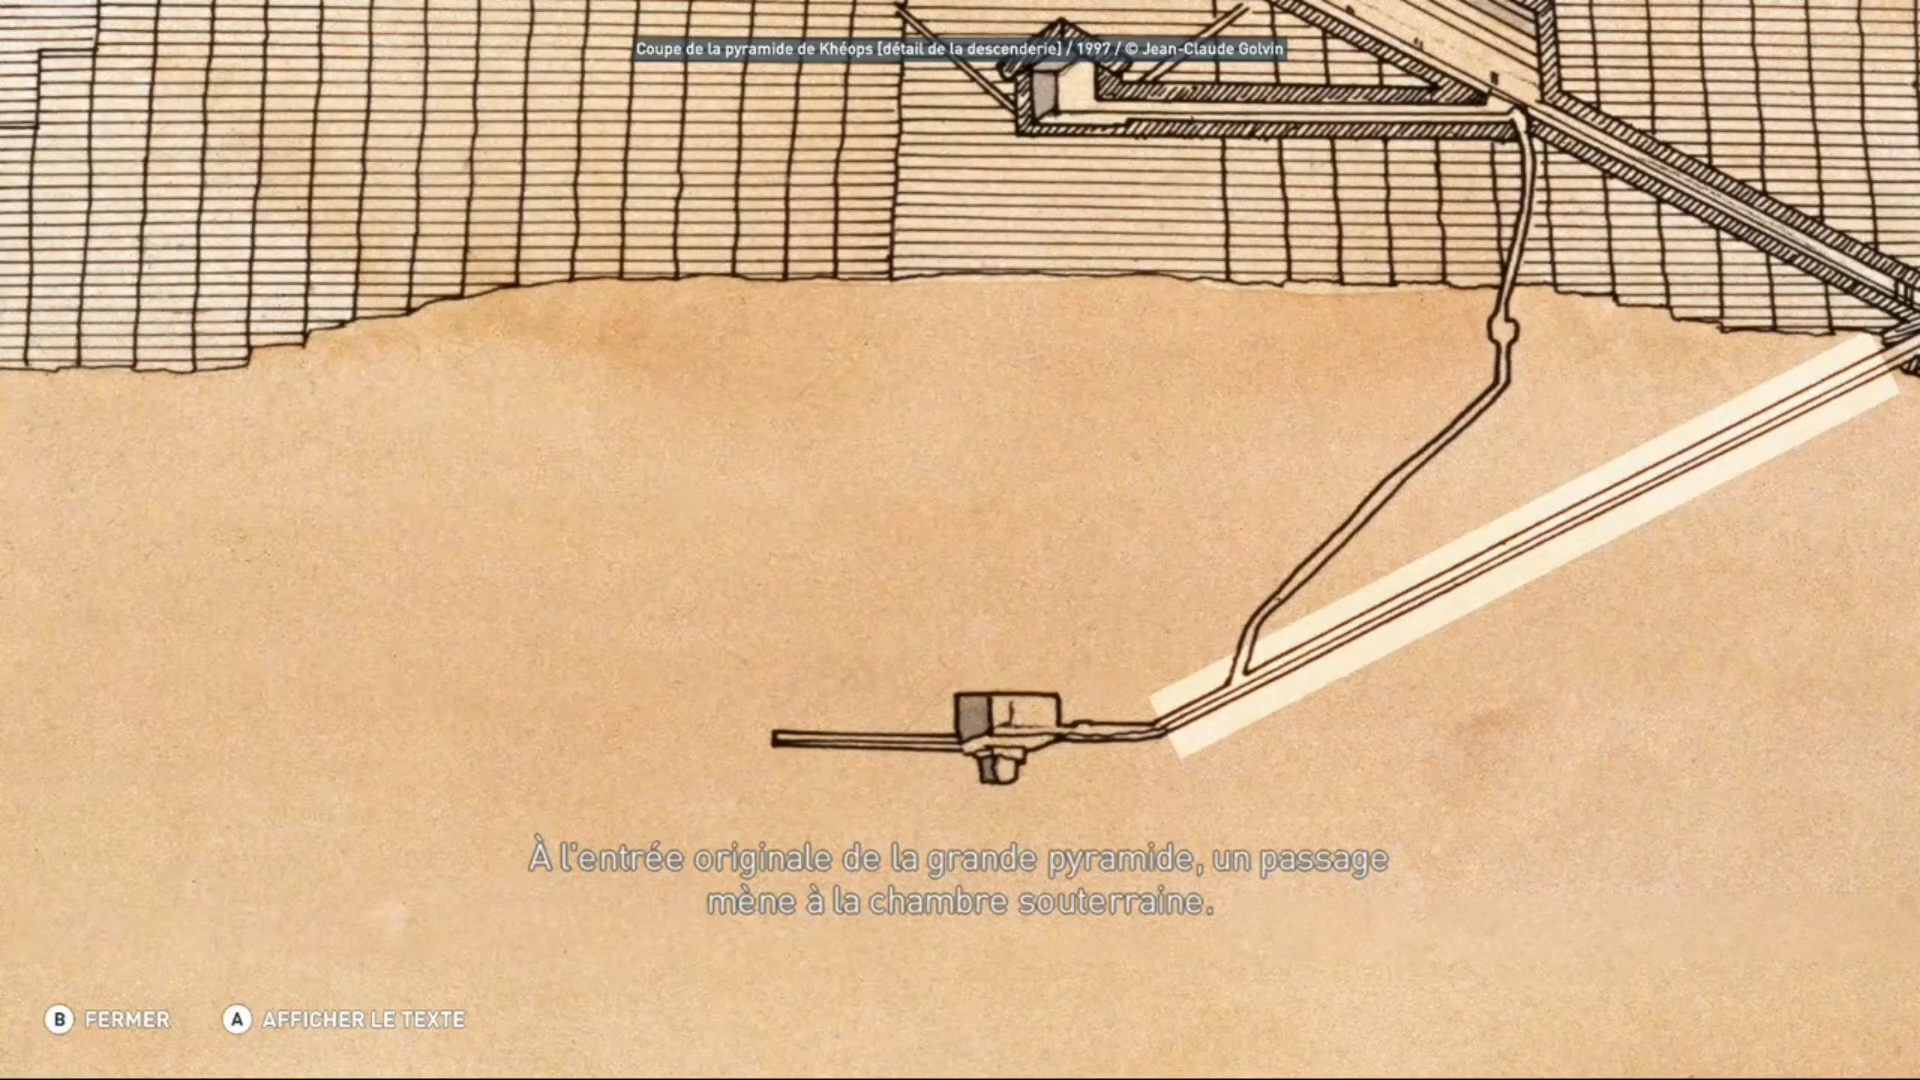 Coupe de la pyramide de Khéops [détail de la descenderie] / 1997 / © Jean-Claude Golvin
À l'entrée originale de la grande pyramide, un passage
mène à la chambre souterraine.
B FERMER A AFFICHER LE TEXTE